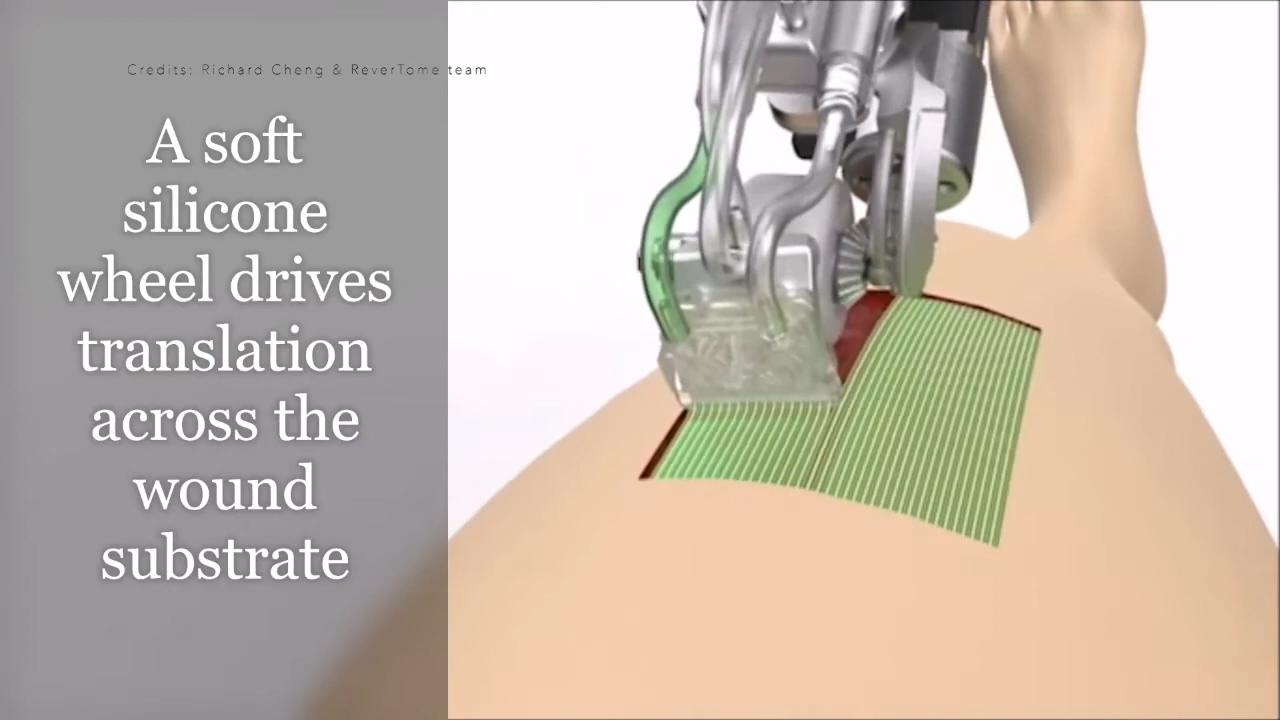 Credits: Richard Cheng & ReverTome team
A soft
silicone
wheel drives
translation
across the
wound
substrate